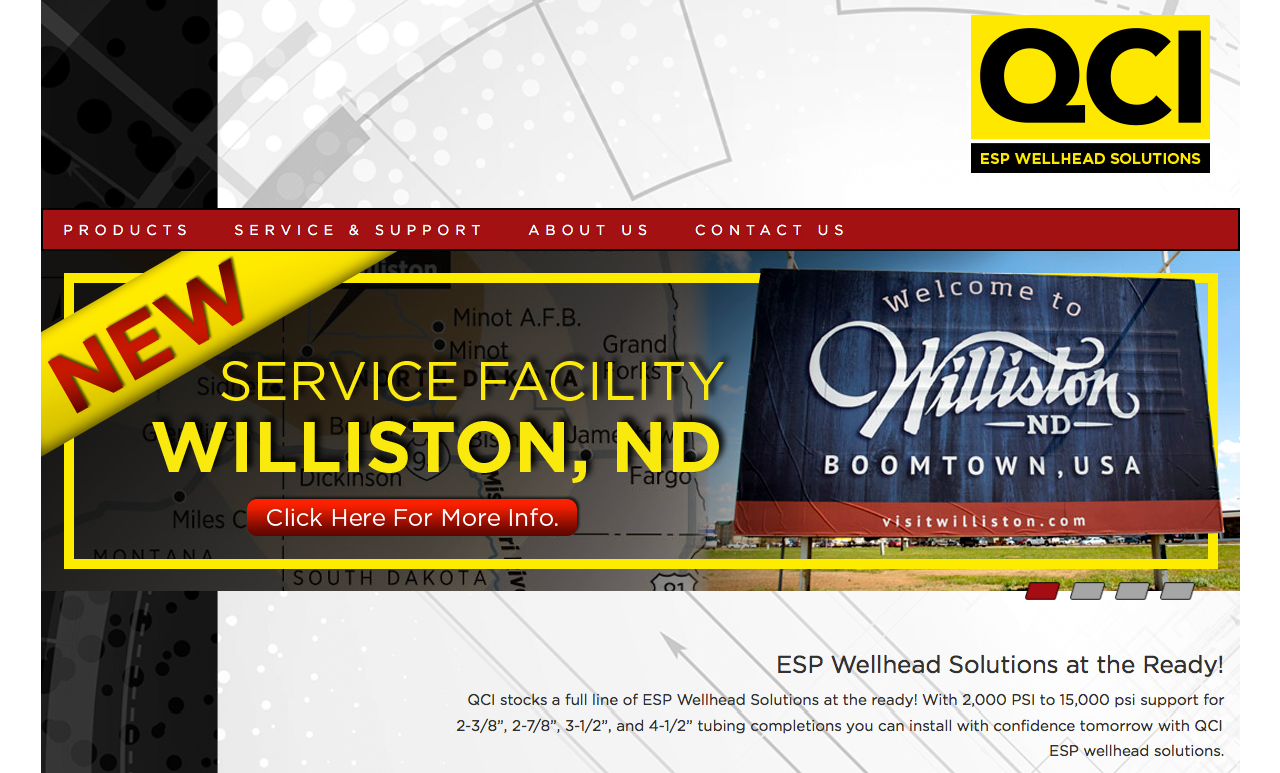 QCI
ESP WELLHEAD SOLUTIONS
PRODUCTS SERVICE & SUPPORT ABOUT US CONTACT US
NEW
SERVICE FACILITY
WILLISTON, ND
Click Here For More Info.
Williston
Minot A.F.B.
Minot
Grand
Forks
NORTH DAKOTA
Dickinson
Fargo
MONTANA
SOUTH DAKOTA
Welcome to
Williston
ND
BOOMTOWN, USA
visitwilliston.com
ESP Wellhead Solutions at the Ready!
QCI stocks a full line of ESP Wellhead Solutions at the ready! With 2,000 PSI to 15,000 psi support for
2-3/8”, 2-7/8”, 3-1/2”, and 4-1/2” tubing completions you can install with confidence tomorrow with QCI
ESP wellhead solutions.